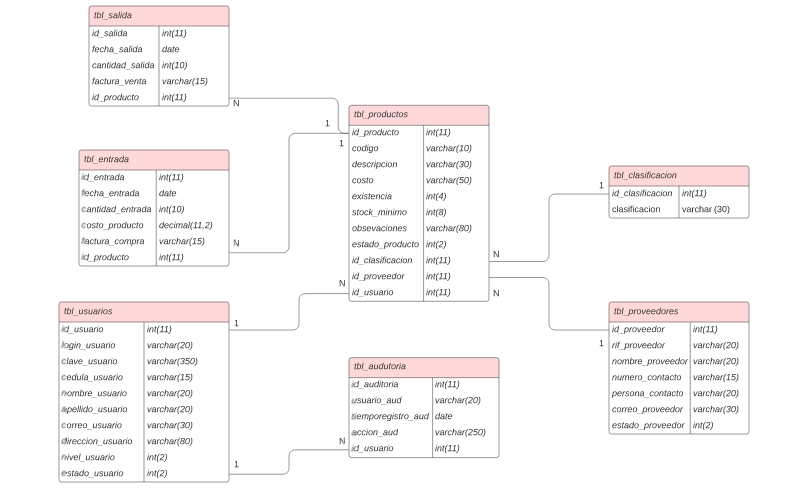 tbl_salida
id_salida int(11)
fecha_salida date
cantidad_salida int(10)
factura_venta varchar(15)
id_producto int(11)
N
1
1
tbl_productos
id_producto int(11)
codigo varchar(10)
descripcion varchar(30)
costo varchar(50)
existencia int(4)
stock_minimo int(8)
obsevaciones varchar(80)
estado_producto int(2)
id_clasificacion int(11)
id_proveedor int(11)
id_usuario int(11)
tbl_entrada
id_entrada int(11)
fecha_entrada date
cantidad_entrada int(10)
costo_producto decimal(11,2)
factura_compra varchar(15)
id_producto int(11)
N
tbl_clasificacion
id_clasificacion int(11)
clasificacion varchar (30)
1
N
N
N
1
tbl_usuarios
id_usuario int(11)
login_usuario varchar(20)
clave_usuario varchar(350)
cedula_usuario varchar(15)
nombre_usuario varchar(20)
apellido_usuario varchar(20)
correo_usuario varchar(30)
direccion_usuario varchar(80)
nivel_usuario int(2)
estado_usuario int(2)
1
N
tbl_audutoria
id_auditoria int(11)
usuario_aud varchar(20)
tiemporegistro_aud date
accion_aud varchar(250)
id_usuario int(11)
1
tbl_proveedores
id_proveedor int(11)
rif_proveedor varchar(20)
nombre_proveedor varchar(20)
numero_contacto varchar(15)
persona_contacto varchar(20)
correo_proveedor varchar(30)
estado_proveedor int(2)